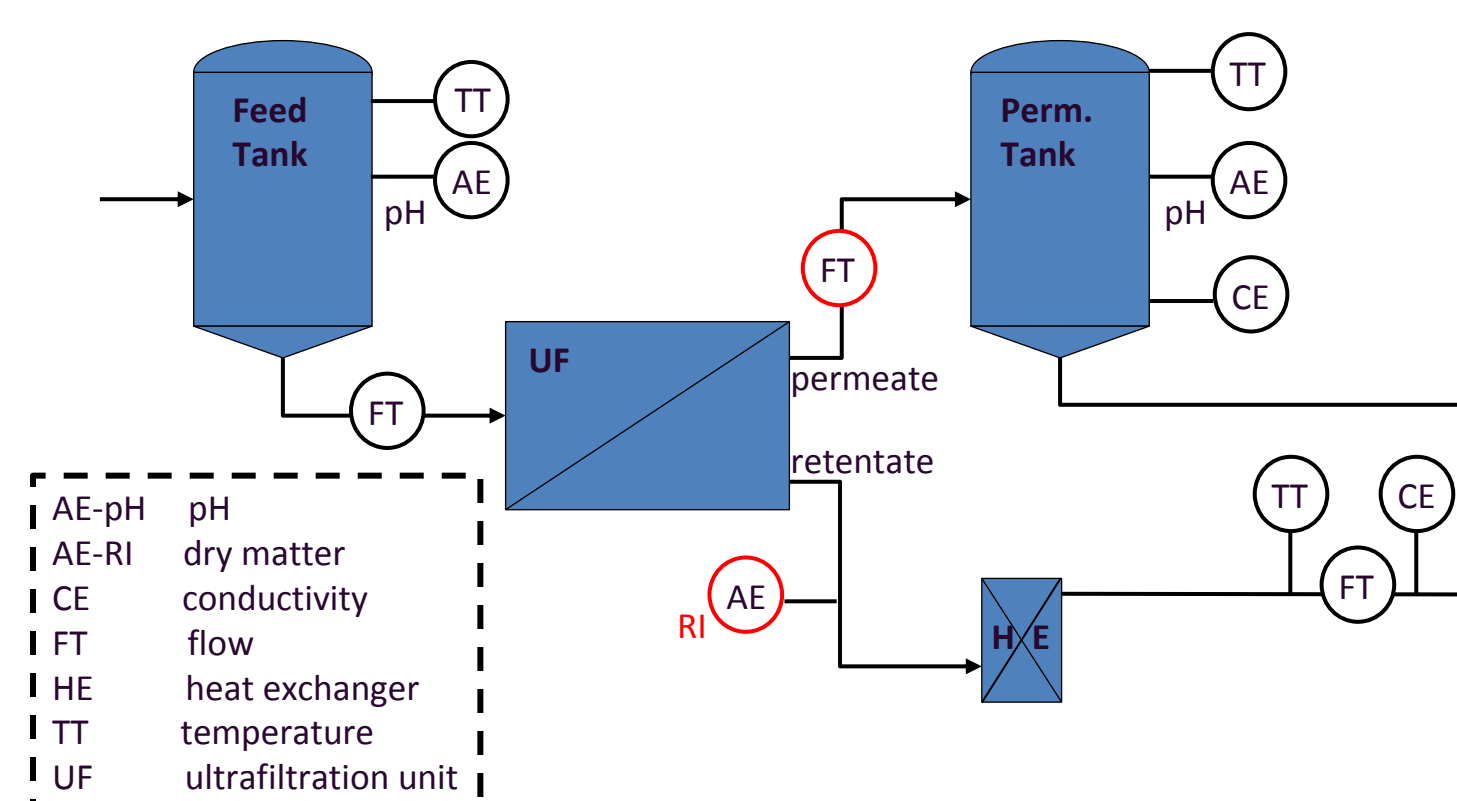 Feed
Tank
TT
AE
pH
FT
UF
FT
permeate
retentate
Perm.
Tank
TT
AE
pH
CE
AE
RI
H E
TT
CE
FT
AE-pH pH
AE-RI dry matter
CE conductivity
FT flow
HE heat exchanger
TT temperature
UF ultrafiltration unit